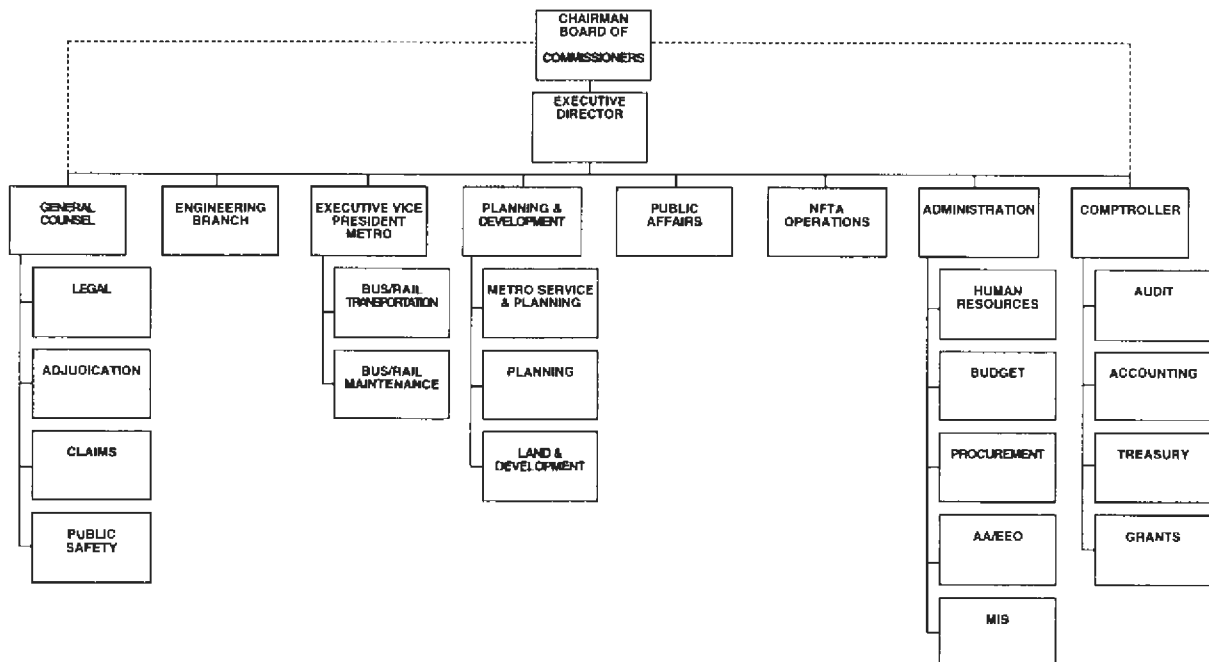 CHAIRMAN
BOARD OF
COMMISSIONERS
EXECUTIVE
DIRECTOR
GENERAL
COUNSEL
ENGINEERING
BRANCH
EXECUTIVE VICE
PRESIDENT
METRO
PLANNING &
DEVELOPMENT
PUBLIC
AFFAIRS
NFTA
OPERATIONS
ADMINISTRATION
COMPTROLLER
LEGAL
ADJUDICATION
CLAIMS
PUBLIC
SAFETY
BUS/RAIL
TRANSPORTATION
BUS/RAIL
MAINTENANCE
METRO SERVICE
& PLANNING
PLANNING
LAND &
DEVELOPMENT
HUMAN
RESOURCES
BUDGET
PROCUREMENT
AA/EEO
MIS
AUDIT
ACCOUNTING
TREASURY
GRANTS